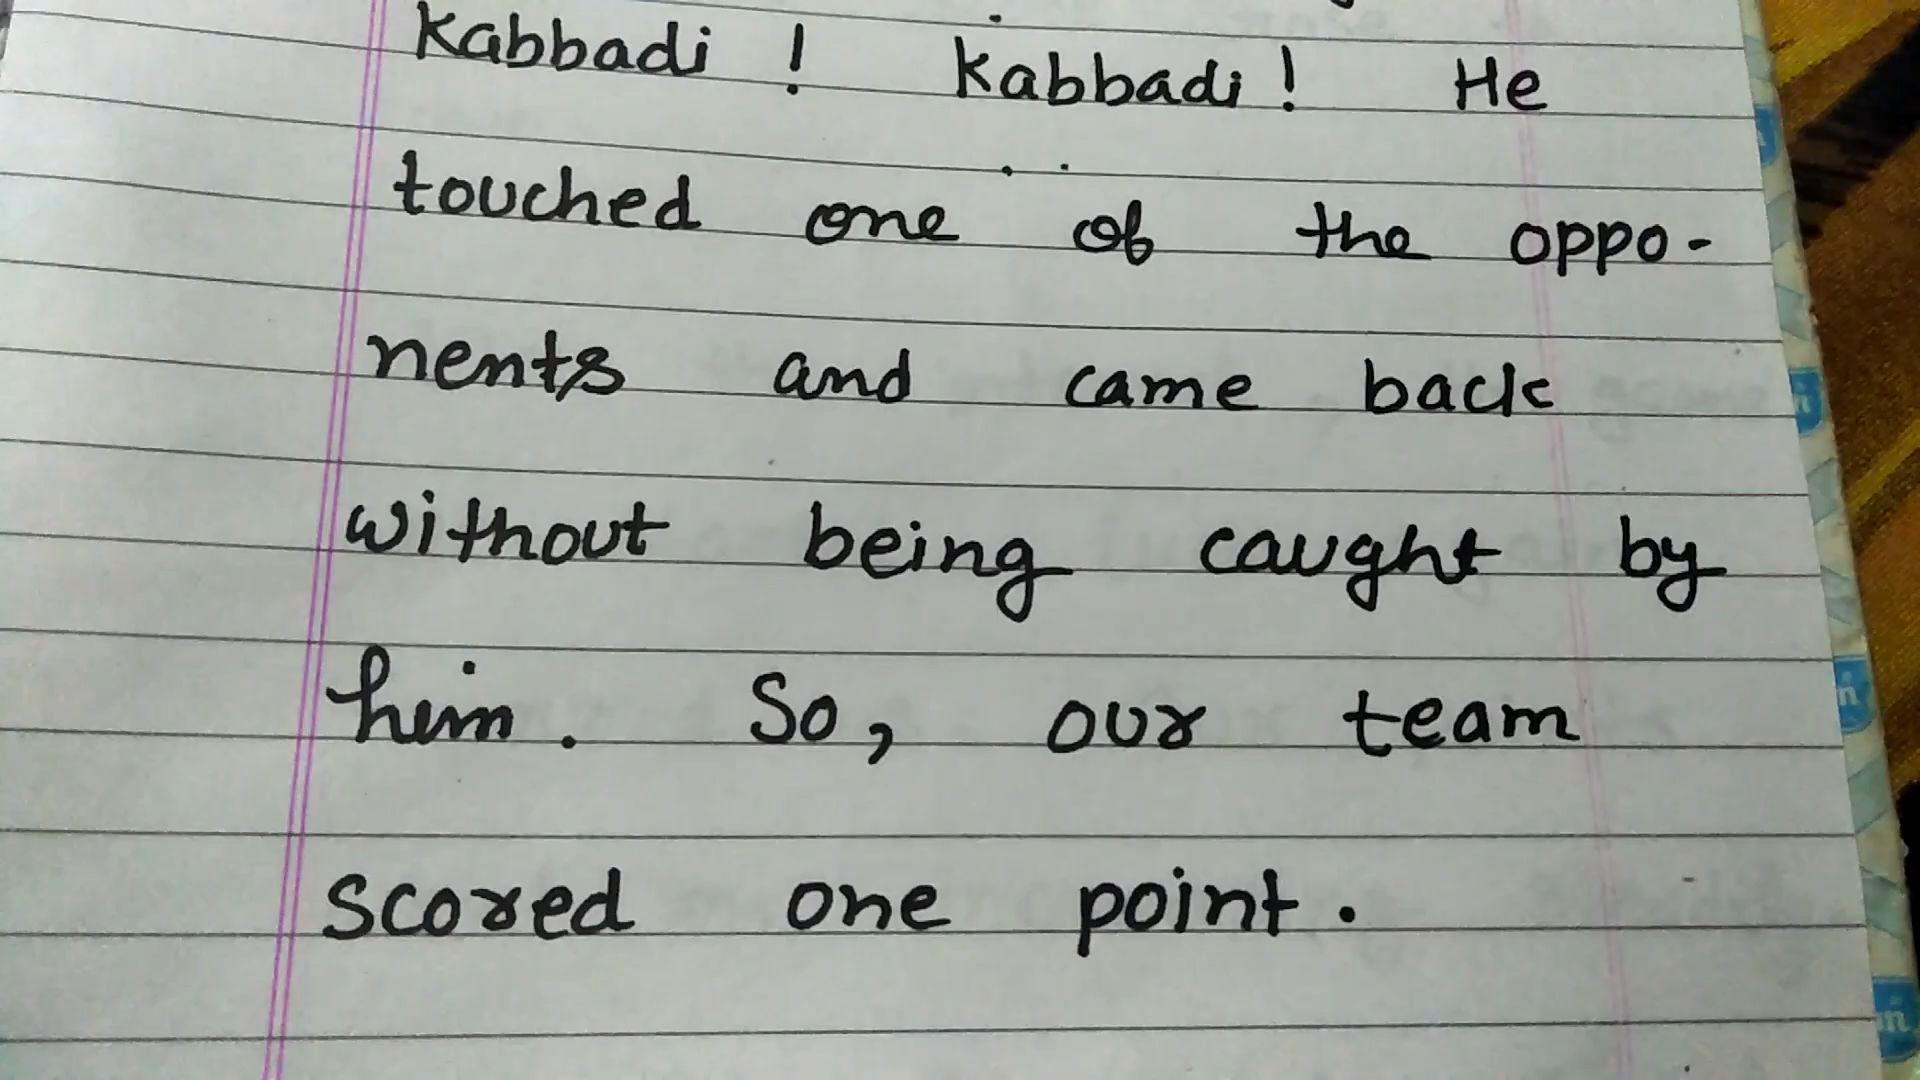 Kabbadi ! Kabbadi ! He
touched one of the oppo-
nents and came back
without being caught by
him. So, our team
scored one point.